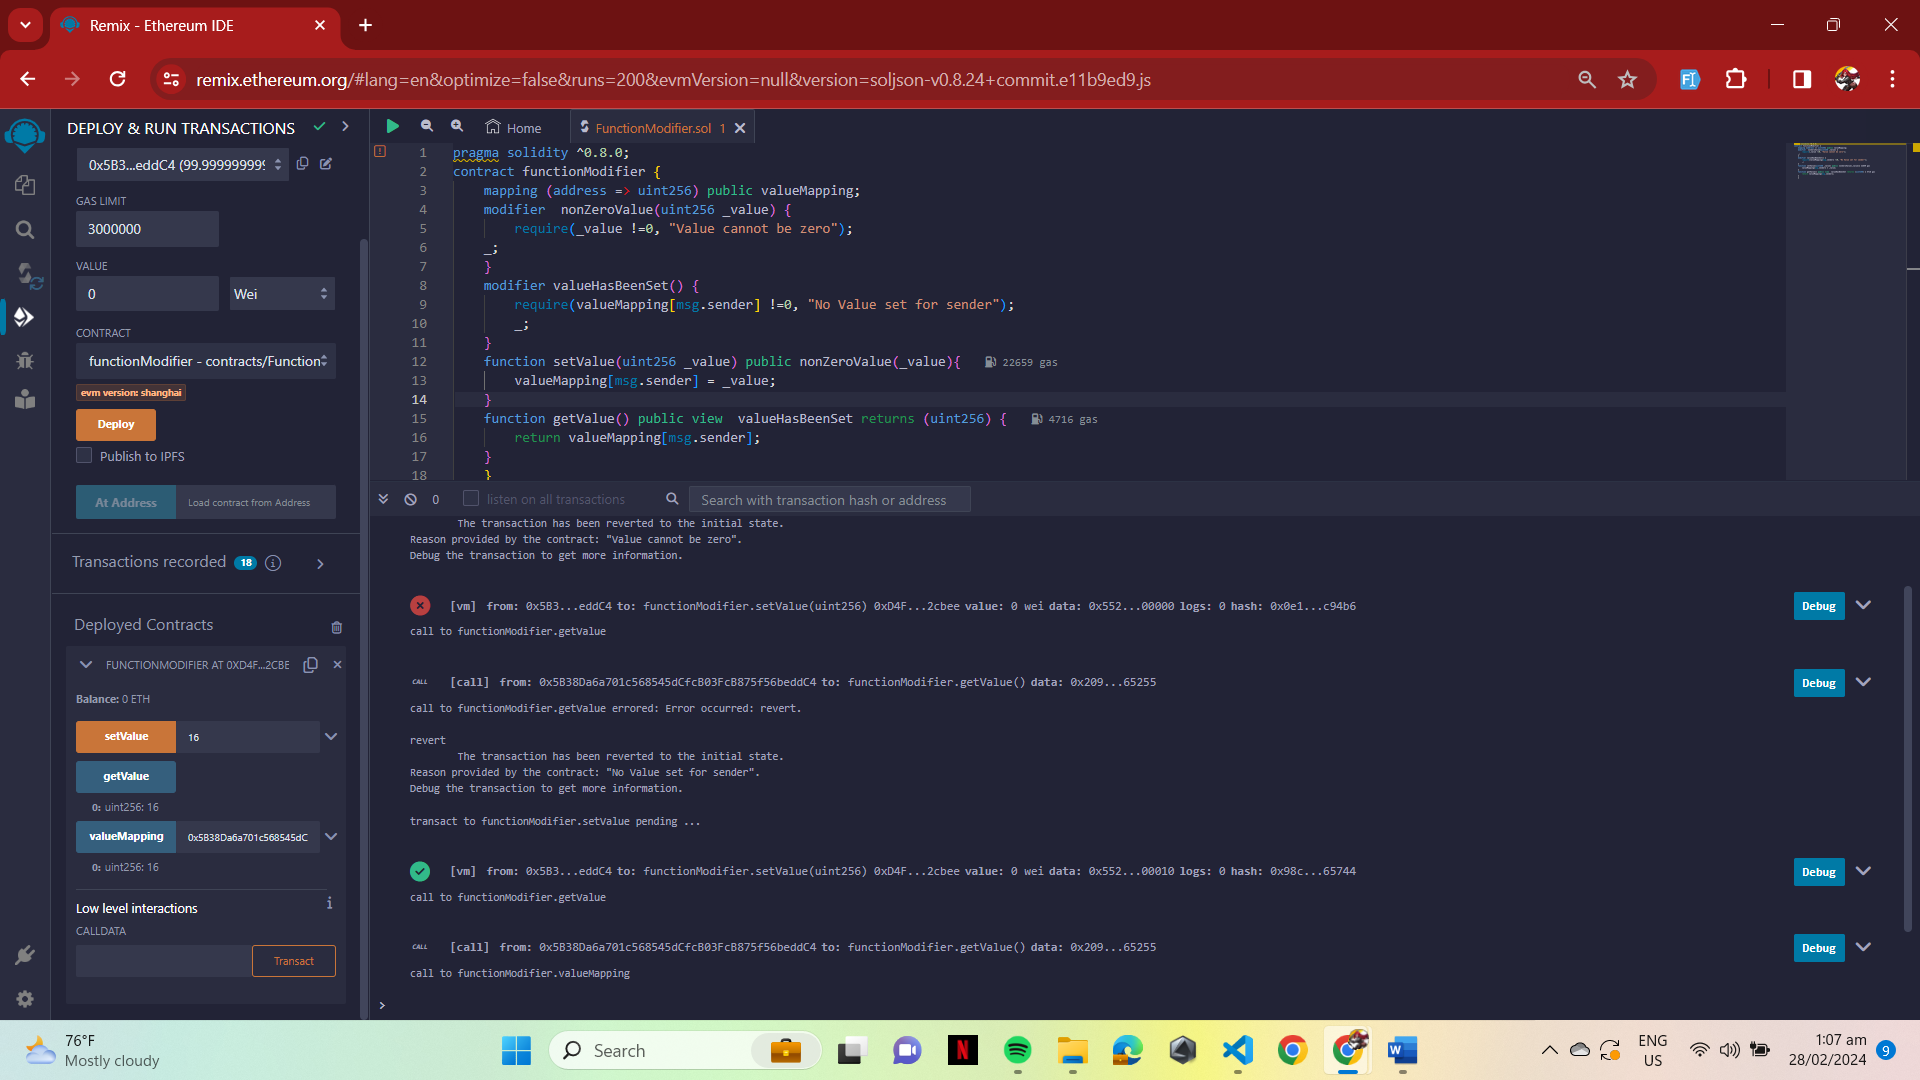 Remix - Ethereum IDE
remix.ethereum.org/#lang=en&optimize=false&runs=200&evmVersion=null&version=soljson-v0.8.24+commit.e11b9ed9.js
DEPLOY & RUN TRANSACTIONS
0x5B3...eddC4 (99.999999999
GAS LIMIT
3000000
VALUE
0
Wei
CONTRACT
functionModifier - contracts/Function
evm version: shanghai
Deploy
Publish to IPFS
At Address
Load contract from Address
Transactions recorded 18 i
Deployed Contracts
FUNCTIONMODIFIER AT 0XD4F...2CBE
Balance: 0 ETH
setValue
16
getValue
0: uint256: 16
valueMapping
0x5B38Da6a701c568545dC
0: uint256: 16
Low level interactions
i
CALLDATA
Transact
Home
FunctionModifier.sol 1
1 pragma solidity ^0.8.0;
2 contract functionModifier {
3 mapping (address => uint256) public valueMapping;
4 modifier  nonZeroValue(uint256 _value) {
5 require(_value !=0, "Value cannot be zero");
6 _;
7 }
8 modifier valueHasBeenSet() {
9 require(valueMapping[msg.sender] !=0, "No Value set for sender");
10 _;
11 }
12 function setValue(uint256 _value) public nonZeroValue(_value){ 22659 gas
13 valueMapping[msg.sender] = _value;
14 }
15 function getValue() public view  valueHasBeenSet returns (uint256) { 4716 gas
16 return valueMapping[msg.sender];
17 }
18 }
0
listen on all transactions
Search with transaction hash or address
The transaction has been reverted to the initial state.
Reason provided by the contract: "Value cannot be zero".
Debug the transaction to get more information.
[vm] from: 0x5B3...eddC4 to: functionModifier.setValue(uint256) 0xD4F...2cbee value: 0 wei data: 0x552...00000 logs: 0 hash: 0x0e1...c94b6
Debug
call to functionModifier.getValue
CALL [call] from: 0x5B38Da6a701c568545dCfcB03FcB875f56beddC4 to: functionModifier.getValue() data: 0x209...65255
Debug
call to functionModifier.getValue errored: Error occurred: revert.
revert
The transaction has been reverted to the initial state.
Reason provided by the contract: "No Value set for sender".
Debug the transaction to get more information.
transact to functionModifier.setValue pending ...
[vm] from: 0x5B3...eddC4 to: functionModifier.setValue(uint256) 0xD4F...2cbee value: 0 wei data: 0x552...00010 logs: 0 hash: 0x98c...65744
Debug
call to functionModifier.getValue
CALL [call] from: 0x5B38Da6a701c568545dCfcB03FcB875f56beddC4 to: functionModifier.getValue() data: 0x209...65255
Debug
call to functionModifier.valueMapping
>
76°F
Mostly cloudy
Search
ENG
US
1:07 am
28/02/2024
9